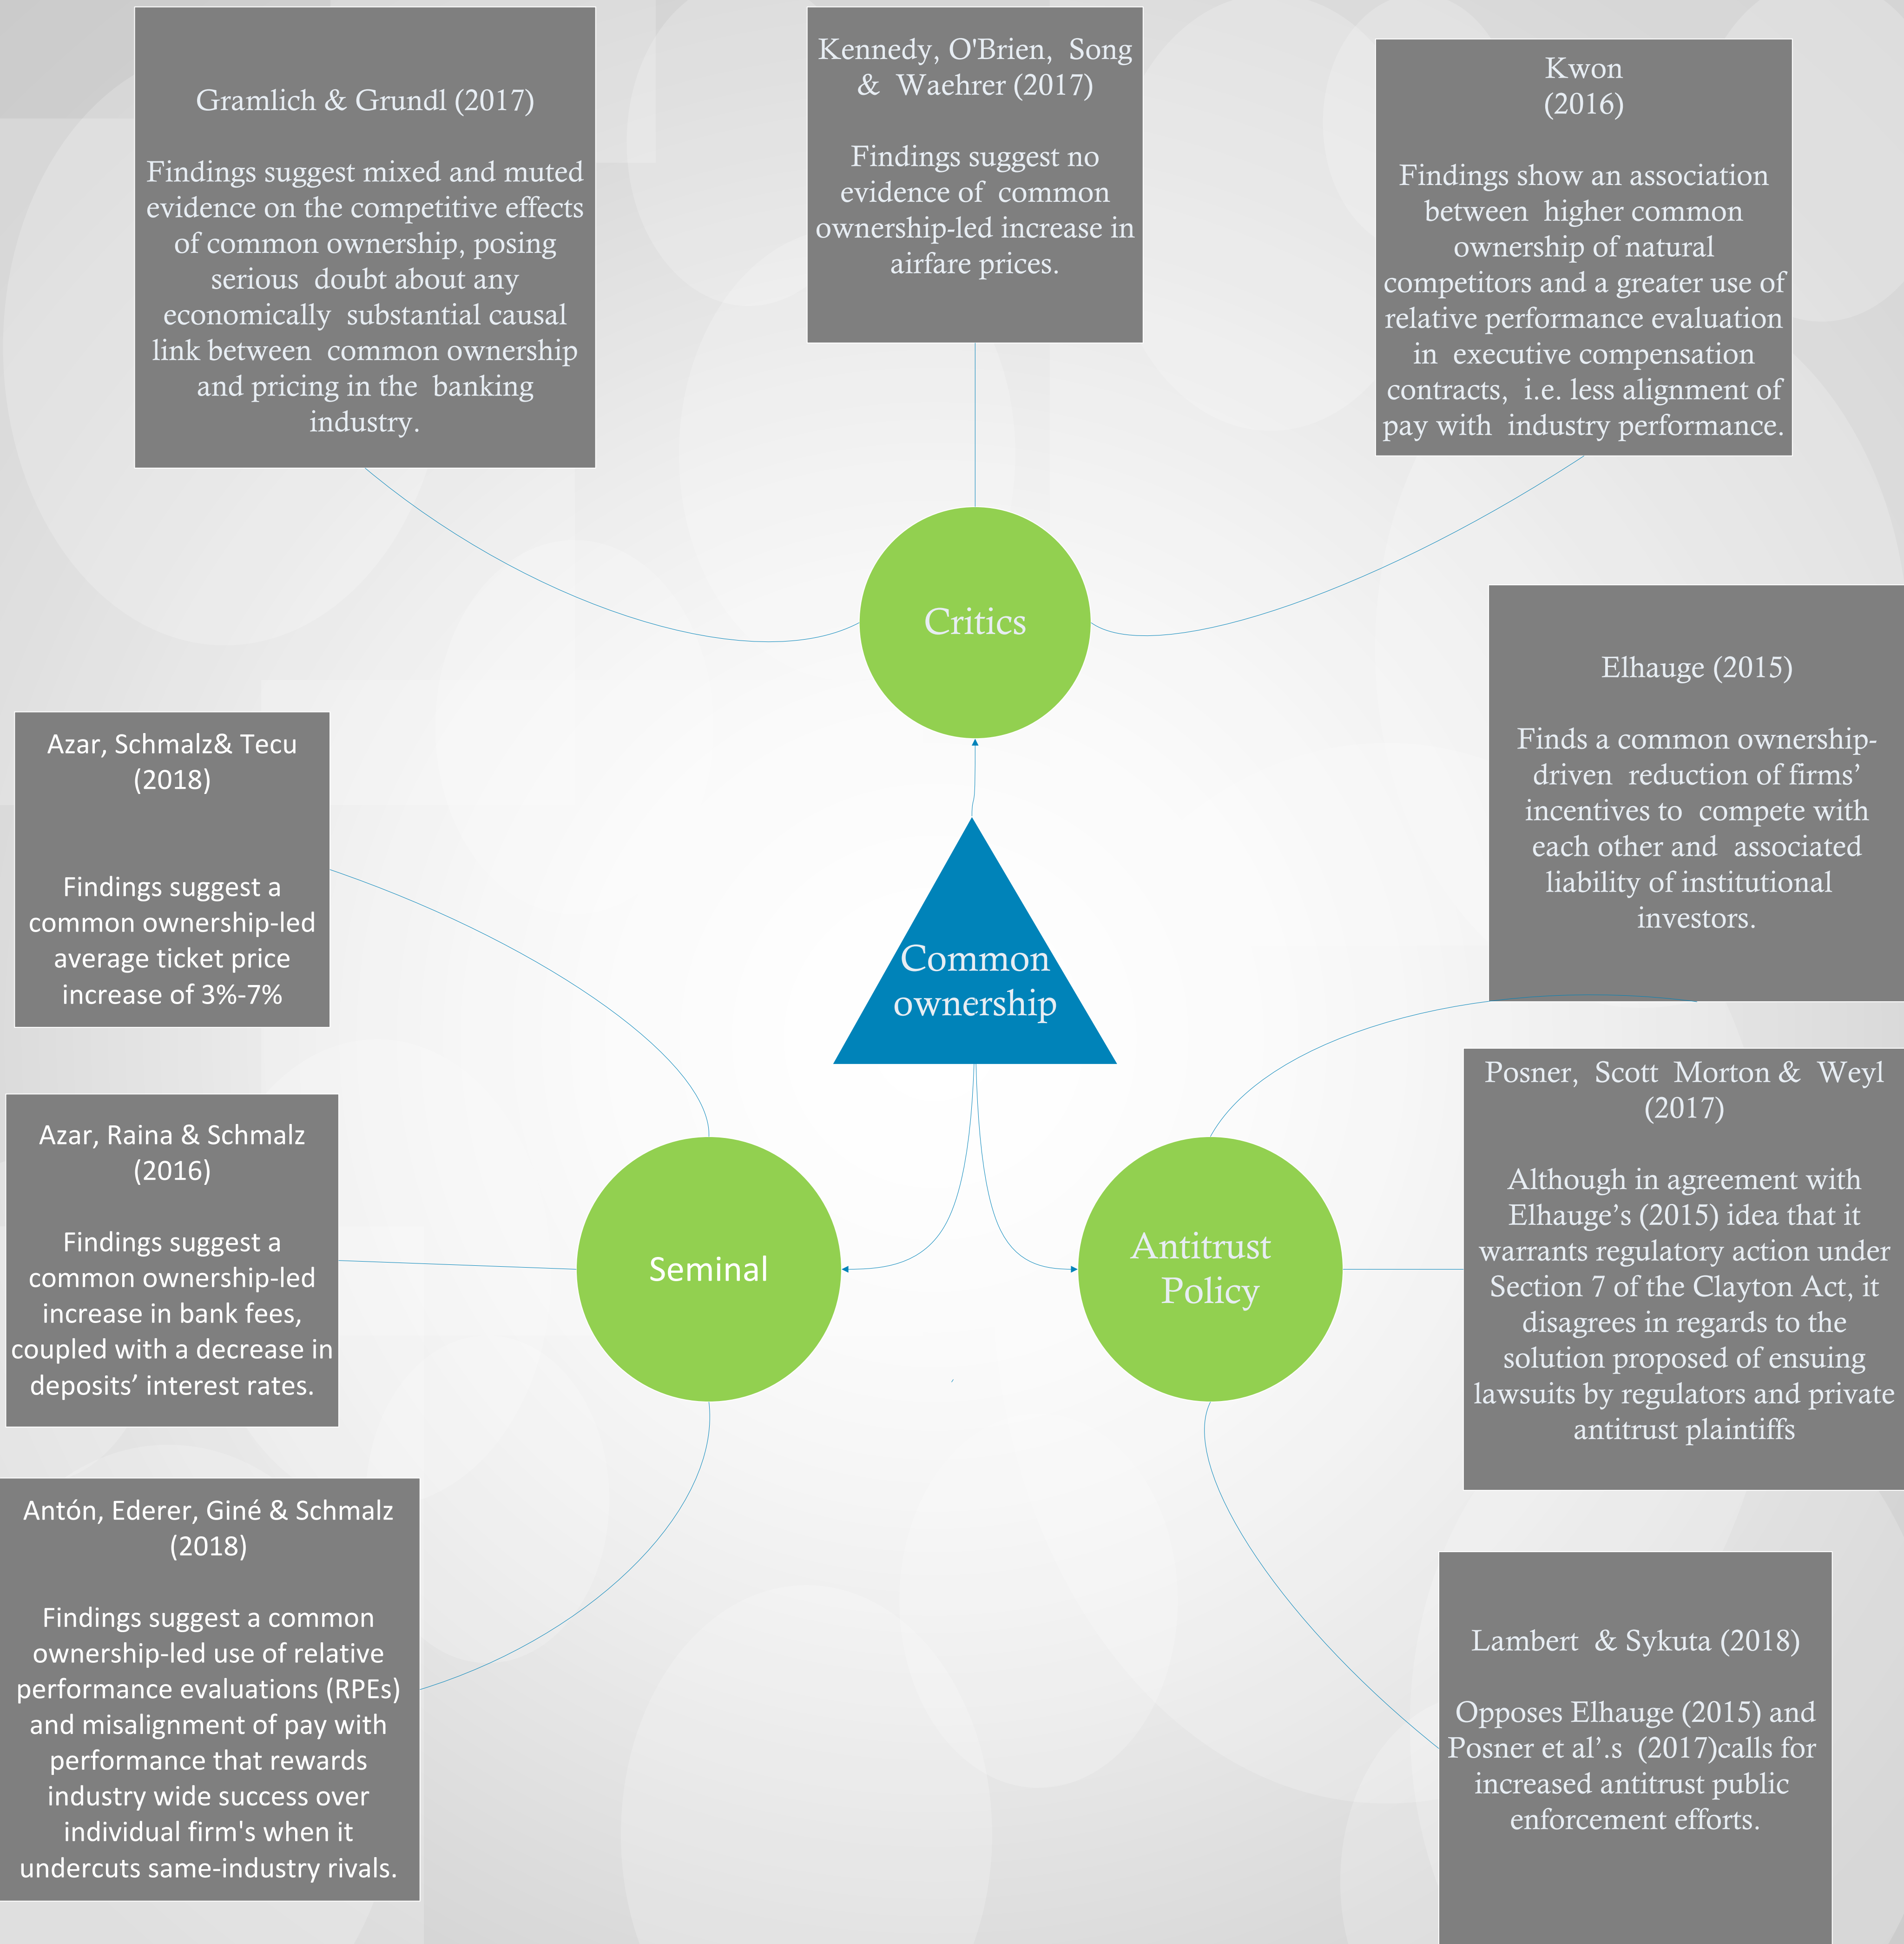 Gramlich & Grundl (2017)
Findings suggest mixed and muted
evidence on the competitive effects
of common ownership, posing
serious  doubt about any
economically  substantial causal
link between  common ownership
and pricing in the  banking
industry.
Kennedy, O'Brien,  Song
&  Waehrer (2017)
Findings suggest no
evidence of  common
ownership-led increase in
airfare prices.
Kwon
(2016)
Findings show an association
between  higher common
ownership of natural
competitors and a greater use of
relative performance evaluation
in  executive compensation
contracts,  i.e. less alignment of
pay with  industry performance.
Critics
Elhauge (2015)
Finds a common ownership-
driven  reduction of firms’
incentives to  compete with
each other and  associated
liability of institutional
investors.
Azar, Schmalz& Tecu
(2018)
Findings suggest a
common ownership-led
average ticket price
increase of 3%-7%
Common
ownership
Posner,  Scott  Morton &  Weyl
(2017)
Although in agreement with
Elhauge’s (2015) idea that it
warrants regulatory action under
Section 7 of the Clayton Act, it
disagrees in regards to the
solution proposed of ensuing
lawsuits by regulators and private
antitrust plaintiffs
Azar, Raina & Schmalz
(2016)
Findings suggest a
common ownership-led
increase in bank fees,
coupled with a decrease in
deposits’ interest rates.
Seminal
Antitrust
Policy
Antón, Ederer, Giné & Schmalz
(2018)
Findings suggest a common
ownership-led use of relative
performance evaluations (RPEs)
and misalignment of pay with
performance that rewards
industry wide success over
individual firm's when it
undercuts same-industry rivals.
Lambert  & Sykuta (2018)
Opposes Elhauge (2015) and
Posner et al’.s  (2017)calls for
increased antitrust public
enforcement efforts.